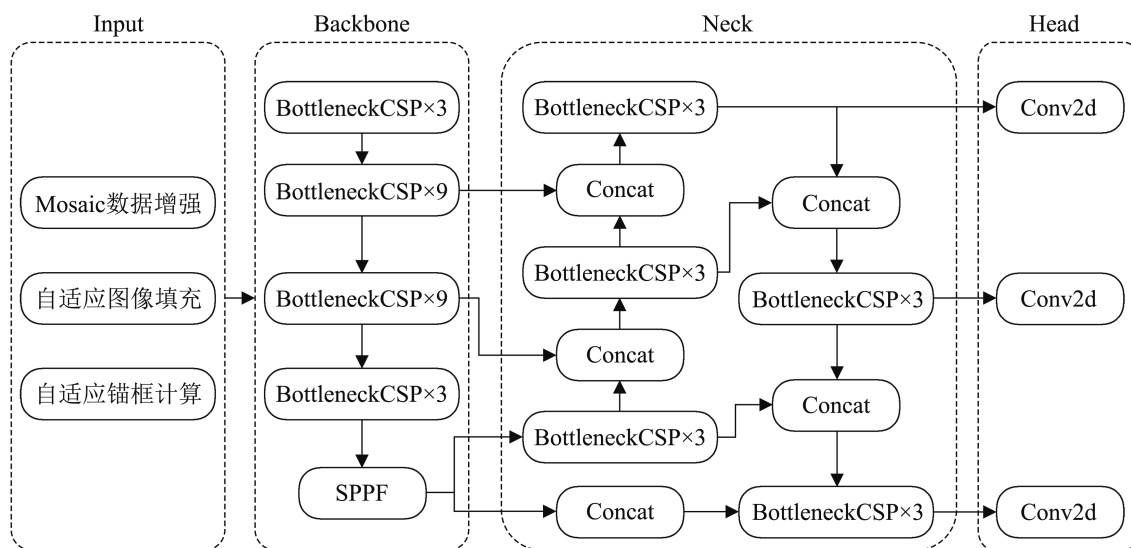 Input
Backbone
Neck
Head
Mosaic数据增强
自适应图像填充
自适应锚框计算
BottleneckCSP×3
BottleneckCSP×9
BottleneckCSP×9
BottleneckCSP×3
SPPF
BottleneckCSP×3
Concat
BottleneckCSP×3
Concat
BottleneckCSP×3
Concat
Concat
BottleneckCSP×3
Concat
BottleneckCSP×3
Conv2d
Conv2d
Conv2d